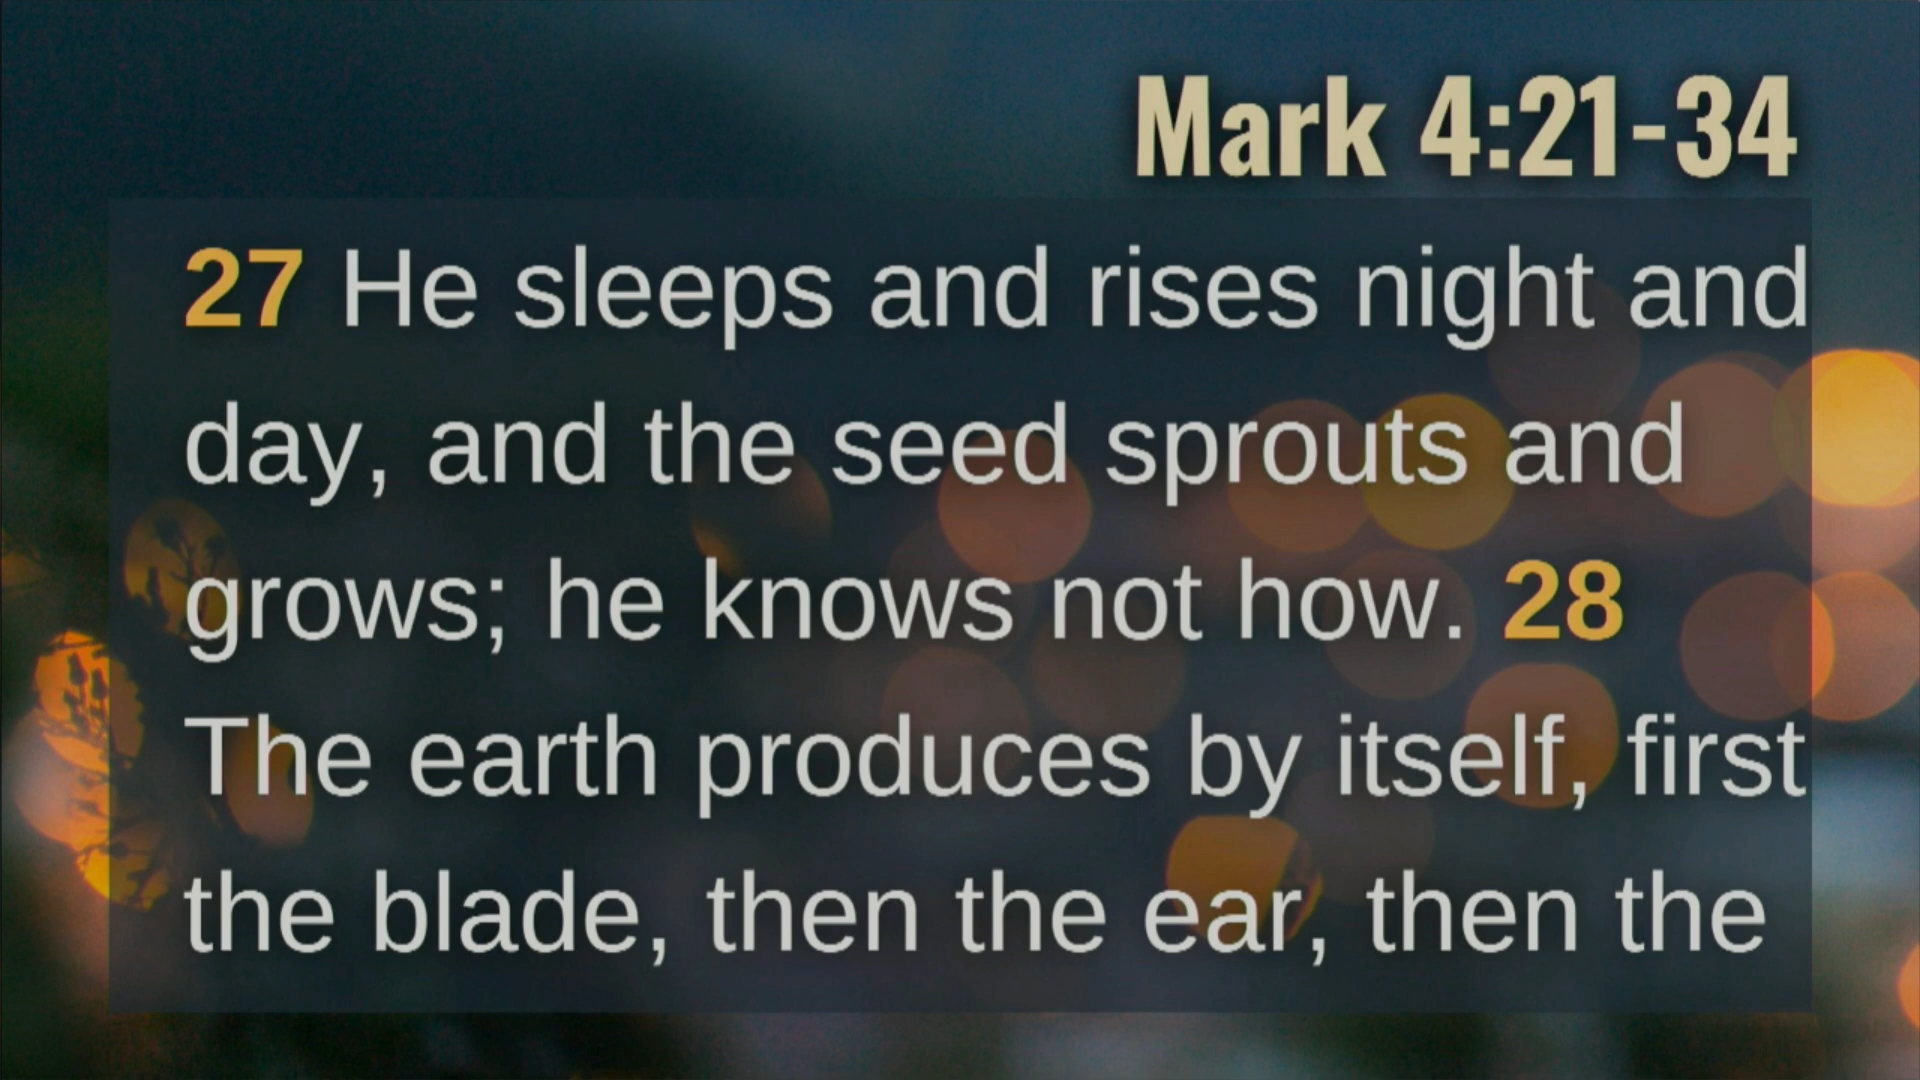 Mark 4:21-34
27 He sleeps and rises night and
day, and the seed sprouts and
grows; he knows not how. 28
The earth produces by itself, first
the blade, then the ear, then the